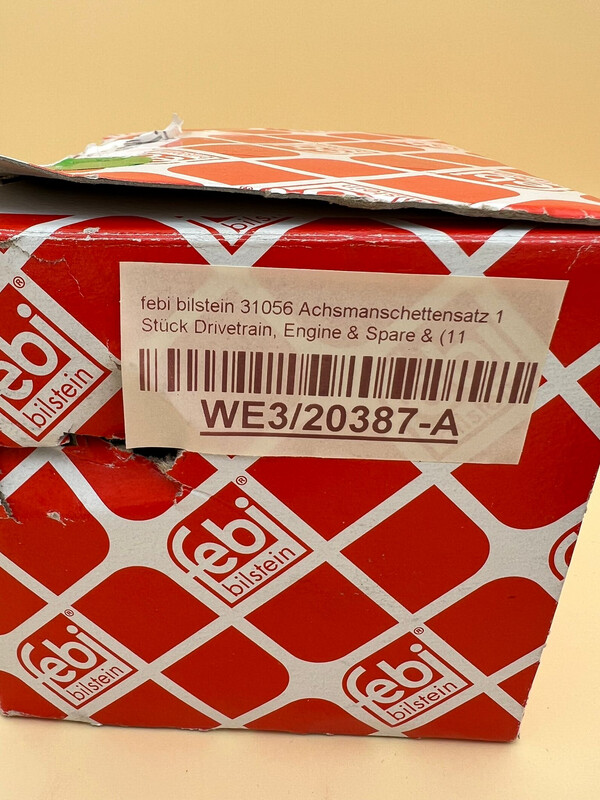 febi bilstein 31056 Achsmanschettensatz 1
Stück Drivetrain, Engine & Spare & (11
WE3/20387-A
bilstein
febi ®
bilstein
febi ®
bilstein
febi ®
bilstein
febi ®
bilstein